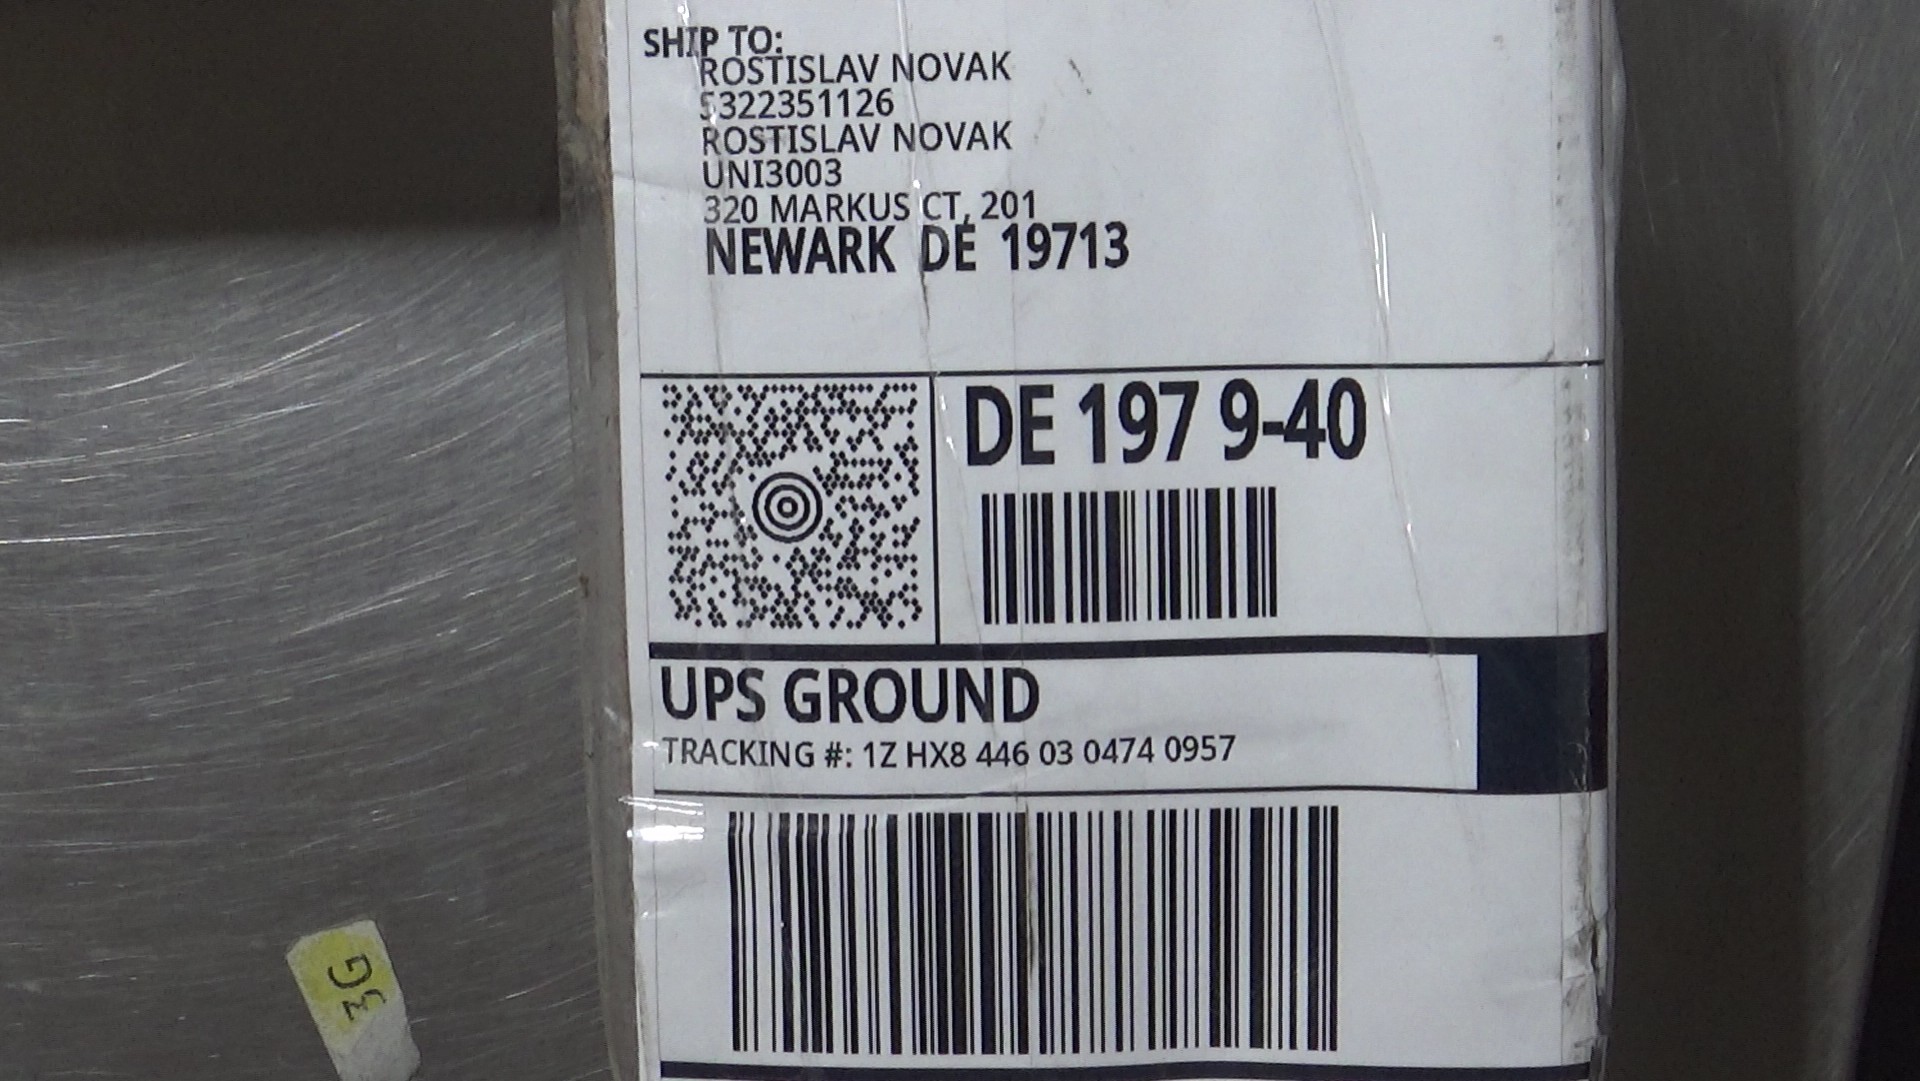 SHIP TO:
ROSTISLAV NOVAK
5322351126
ROSTISLAV NOVAK
UNI3003
320 MARKUS CT, 201
NEWARK DE 19713
DE 197 9-40
UPS GROUND
TRACKING #: 1Z HX8 446 03 0474 0957
G3